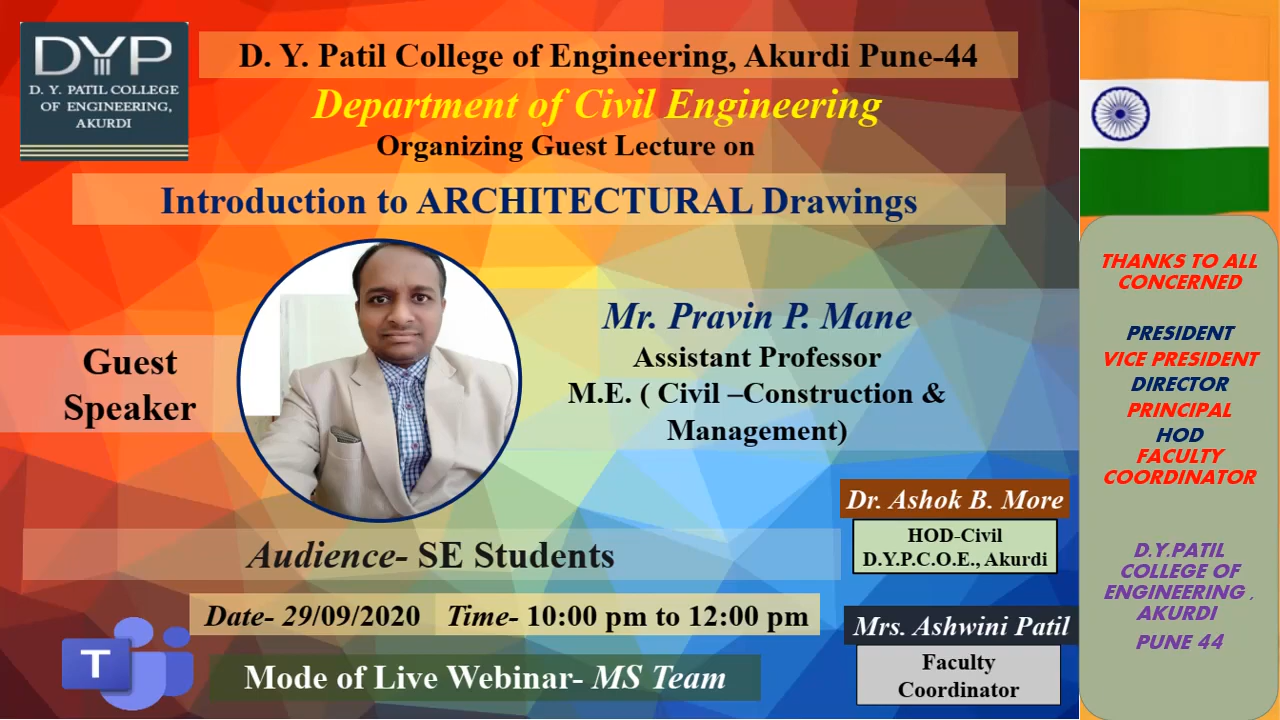 DYP
D. Y. PATIL COLLEGE
OF ENGINEERING,
AKURDI
D. Y. Patil College of Engineering, Akurdi Pune-44
Department of Civil Engineering
Organizing Guest Lecture on
Introduction to ARCHITECTURAL Drawings
Guest
Speaker
Mr. Pravin P. Mane
Assistant Professor
M.E. ( Civil –Construction &
Management)
Dr. Ashok B. More
HOD-Civil
D.Y.P.C.O.E., Akurdi
Audience- SE Students
Date- 29/09/2020 Time- 10:00 pm to 12:00 pm
Mrs. Ashwini Patil
Faculty
Coordinator
T
Mode of Live Webinar- MS Team
THANKS TO ALL
CONCERNED
PRESIDENT
VICE PRESIDENT
DIRECTOR
PRINCIPAL
HOD
FACULTY
COORDINATOR
D.Y.PATIL
COLLEGE OF
ENGINEERING ,
AKURDI
PUNE 44